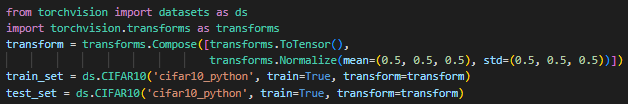 from torchvision import datasets as ds
import torchvision.transforms as transforms
transform = transforms.Compose([transforms.ToTensor(),
                                transforms.Normalize(mean=(0.5, 0.5, 0.5), std=(0.5, 0.5, 0.5))])
train_set = ds.CIFAR10('cifar10_python', train=True, transform=transform)
test_set = ds.CIFAR10('cifar10_python', train=True, transform=transform)